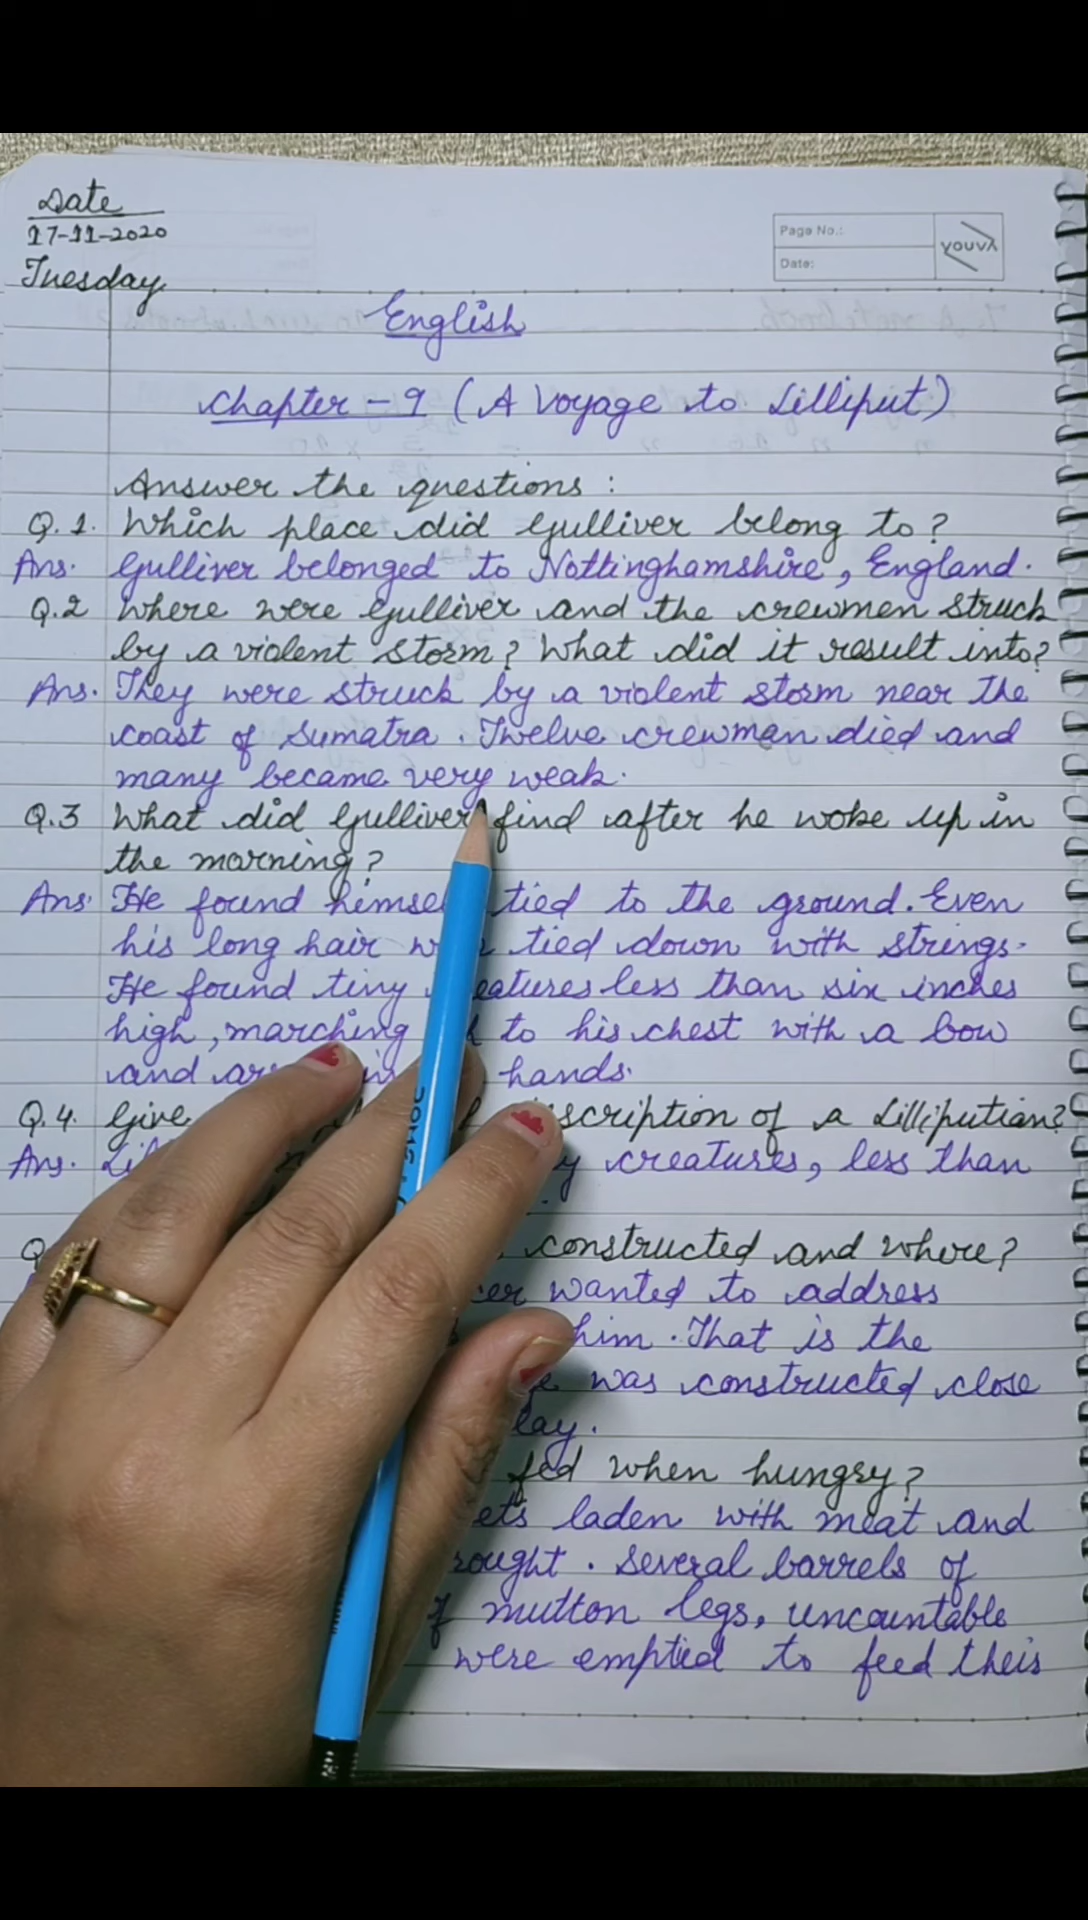 Date
17-11-2020
Tuesday
Page No.:
Date:
youva
English
Chapter - 9 (A Voyage to Lilliput)
Answer the questions :
Q.1. Which place did Gulliver belong to?
Ans. Gulliver belonged to Nottinghamshire, England.
Q.2 Where were Gulliver and the crewmen struck
by a violent storm? What did it result into?
Ans. They were struck by a violent storm near the
coast of Sumatra. Twelve crewman died and
many became very weak.
Q.3 What did Gulliver find after he woke up in
the morning?
Ans. He found tied to the ground. Even
his long hair tied down with strings.
He found tiny less than six inches
high, marching to his chest with a bow
and hands.
Q.4. Give of a Lilliputian?
Ans. creatures, less than
constructed and where?
wanted to address
him. That is the
was constructed close
lay.
fed when hungry?
laden with meat and
. Several barrels of
mutton legs, uncountable
were emptied to feed theis